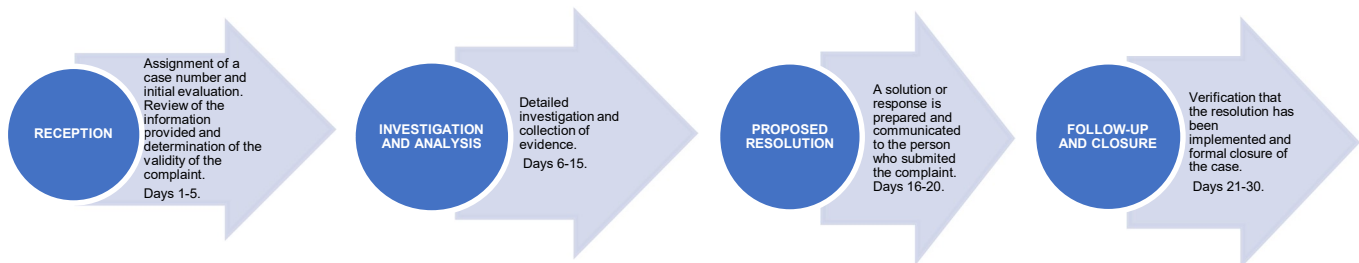 RECEPTION
Assignment of a
case number and
initial evaluation.
Review of the
information
provided and
determination of the
validity of the
complaint.
Days 1-5.
INVESTIGATION
AND ANALYSIS
Detailed
investigation and
collection of
evidence.
Days 6-15.
PROPOSED
RESOLUTION
A solution or
response is
prepared and
communicated
to the person
who submited
the complaint.
Days 16-20.
FOLLOW-UP
AND CLOSURE
Verification that
the resolution has
been
implemented and
formal closure of
the case.
Days 21-30.